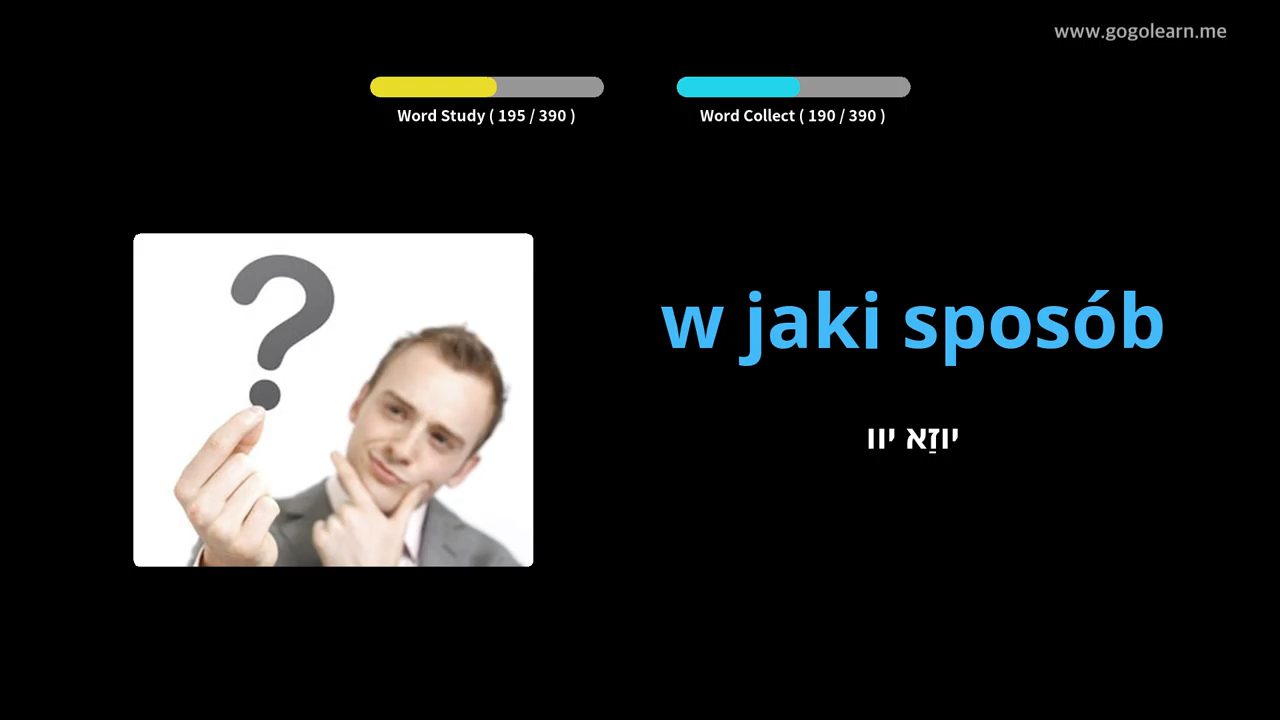 www.gogolearn.me
Word Study ( 195 / 390 )
Word Collect ( 190 / 390 )
w jaki sposób
יוזַא יוו